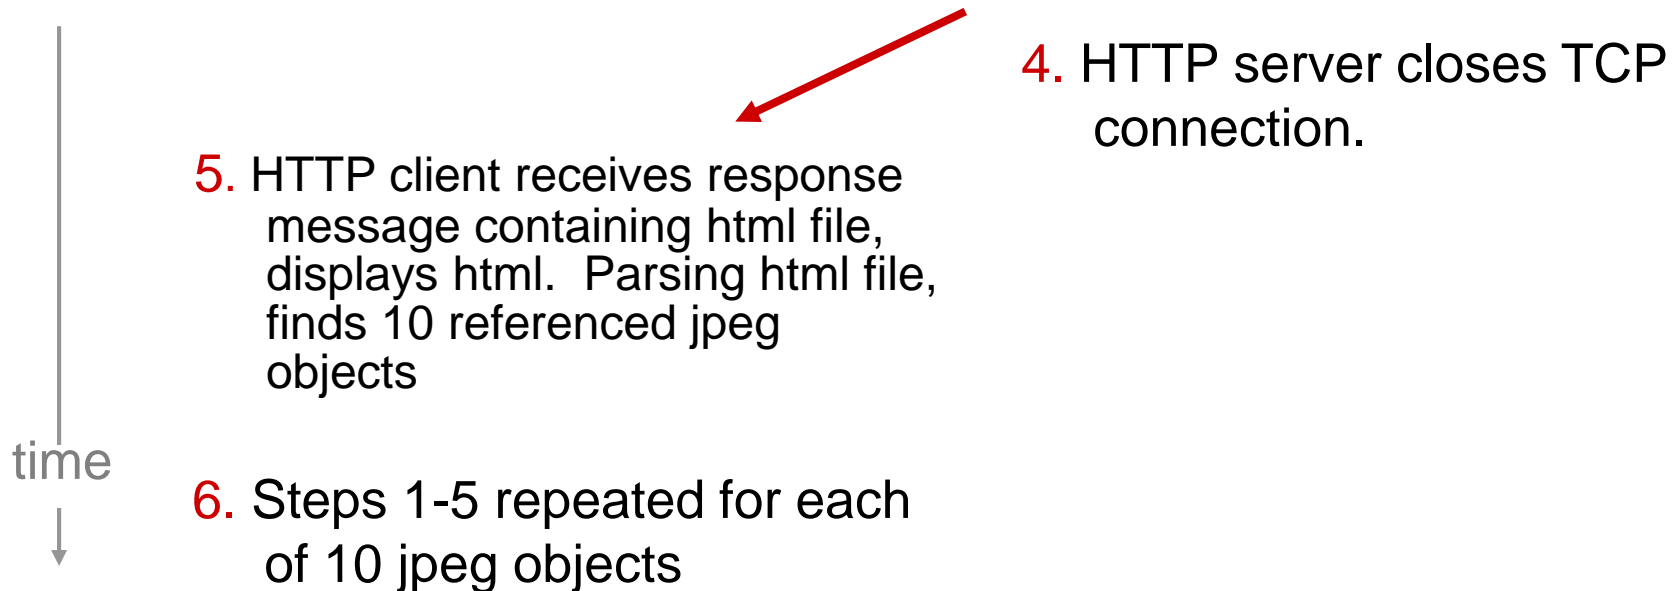 4. HTTP server closes TCP
connection.
5. HTTP client receives response
message containing html file,
displays html.  Parsing html file,
finds 10 referenced jpeg
objects
time
6. Steps 1-5 repeated for each
of 10 jpeg objects